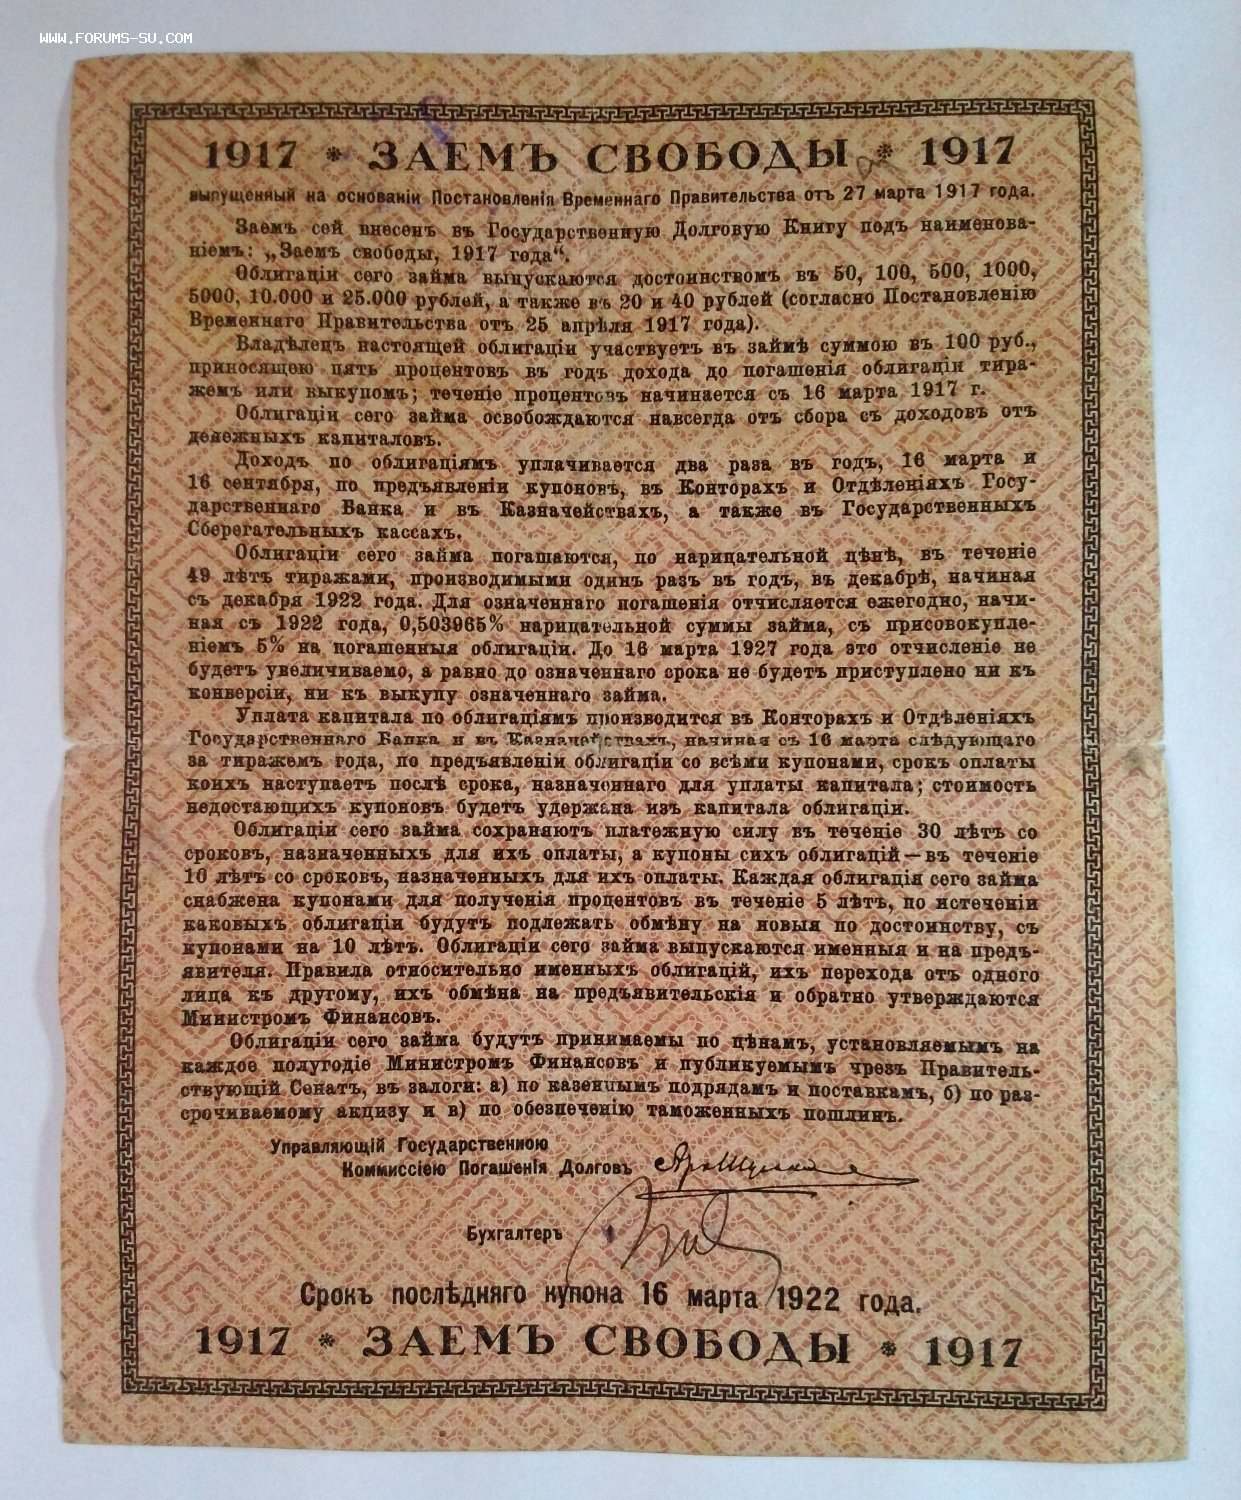 WWW.FORUMS-SU.COM
1917 * ЗАЕМЪ СВОБОДЫ * 1917
выпущенный на основаніи Постановленія Временнаго Правительства отъ 27 марта 1917 года.
Заемъ сей внесенъ въ Государственную Долговую Книгу подъ наименова-
ніемъ: „Заемъ свободы, 1917 года“.
Облигаціи сего займа выпускаются достоинствомъ въ 50, 100, 500, 1000,
5000, 10.000 и 25.000 рублей, а также въ 20 и 40 рублей (согласно Постановленію
Временнаго Правительства отъ 25 апрѣля 1917 года).
Владѣлецъ настоящей облигаціи участвуетъ въ займѣ суммою въ 100 руб.,
приносящею пять процентовъ въ годъ дохода до погашенія облигаціи тира-
жемъ или выкупомъ; теченіе процентовъ начинается съ 16 марта 1917 г.
Облигаціи сего займа освобождаются навсегда отъ сбора съ доходовъ отъ
денежныхъ капиталовъ.
Доходъ по облигаціямъ уплачивается два раза въ годъ, 16 марта и
16 сентября, по предъявленіи купоновъ, въ Конторахъ и Отдѣленіяхъ Госу-
дарственнаго Банка и въ Казначействахъ, а также въ Государственныхъ
Сберегательныхъ кассахъ.
Облигаціи сего займа погашаются, по нарицательной цѣнѣ, въ теченіе
49 лѣтъ тиражами, производимыми одинъ разъ въ годъ, въ декабрѣ, начиная
съ декабря 1922 года. Для означеннаго погашенія отчисляется ежегодно, начи-
ная съ 1922 года, 0,503965% нарицательной суммы займа, съ присовокупле-
ніемъ 5% на погашенныя облигаціи. До 16 марта 1927 года это отчисленіе не
будетъ увеличиваемо, а равно до означеннаго срока не будетъ приступлено ни къ
конверсіи, ни къ выкупу означеннаго займа.
Уплата капитала по облигаціямъ производится въ Конторахъ и Отдѣленіяхъ
Государственнаго Банка и въ Казначействахъ, начиная съ 16 марта слѣдующаго
за тиражемъ года, по предъявленіи облигаціи со всѣми купонами, срокъ оплаты
коихъ наступаетъ послѣ срока, назначеннаго для уплаты капитала; стоимость
недостающихъ купоновъ будетъ удержана изъ капитала облигаціи.
Облигаціи сего займа сохраняютъ платежную силу въ теченіе 30 лѣтъ со
сроковъ, назначенныхъ для ихъ оплаты, а купоны сихъ облигацій—въ теченіе
10 лѣтъ со сроковъ, назначенныхъ для ихъ оплаты. Каждая облигація сего займа
снабжена купонами для полученія процентовъ въ теченіе 5 лѣтъ, по истеченіи
каковыхъ облигаціи будутъ подлежать обмѣну на новыя по достоинству, съ
купонами на 10 лѣтъ. Облигаціи сего займа выпускаются именныя и на предъ-
явителя. Правила относительно именныхъ облигацій, ихъ перехода отъ одного
лица къ другому, ихъ обмѣна на предъявительскія и обратно утверждаются
Министромъ Финансовъ.
Облигаціи сего займа будутъ принимаемы по цѣнамъ, установляемымъ на
каждое полугодіе Министромъ Финансовъ и публикуемымъ чрезъ Правитель-
ствующій Сенатъ, въ залоги: а) по казеннымъ подрядамъ и поставкамъ, б) по раз-
срочиваемому акцизу и в) по обезпеченію таможенныхъ пошлинъ.
Управляющій Государственною
Коммиссіею Погашенія Долговъ
Бухгалтеръ
Срокъ послѣдняго купона 16 марта 1922 года.
1917 * ЗАЕМЪ СВОБОДЫ * 1917